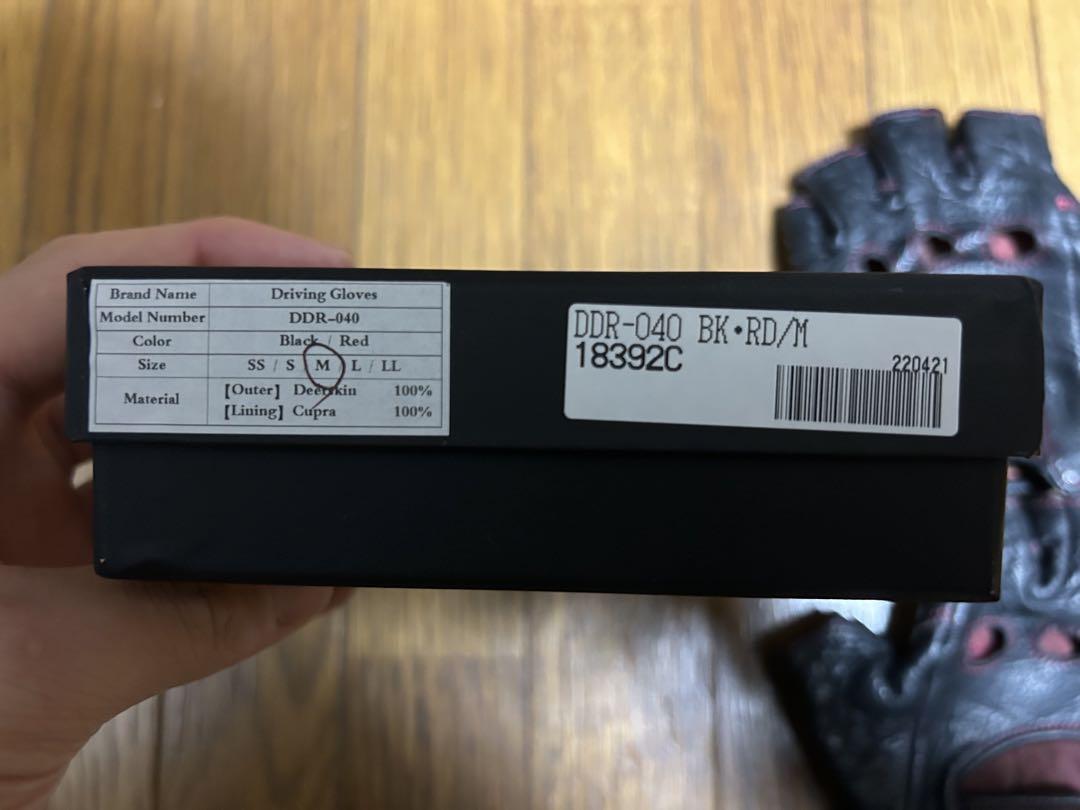 Brand Name Driving Gloves
Model Number DDR-040
Color Black / Red
Size SS / S / M / L / LL
Material 【Outer】 Deerskin 100%
【Lining】 Cupra 100%
DDR-040 BK•RD/M
18392C
220421